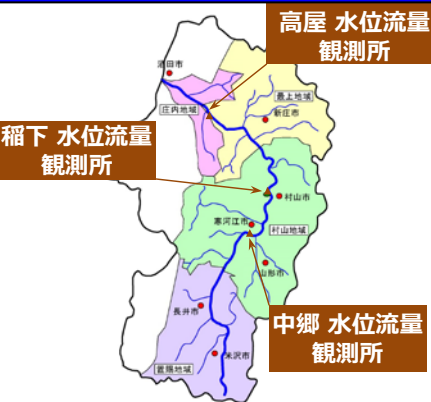 高屋 水位流量
観測所
酒田市
最上地域
庄内地域
新庄市
稲下 水位流量
観測所
村山市
寒河江市
村山地域
山形市
長井市
中郷 水位流量
観測所
米沢市
置賜地域